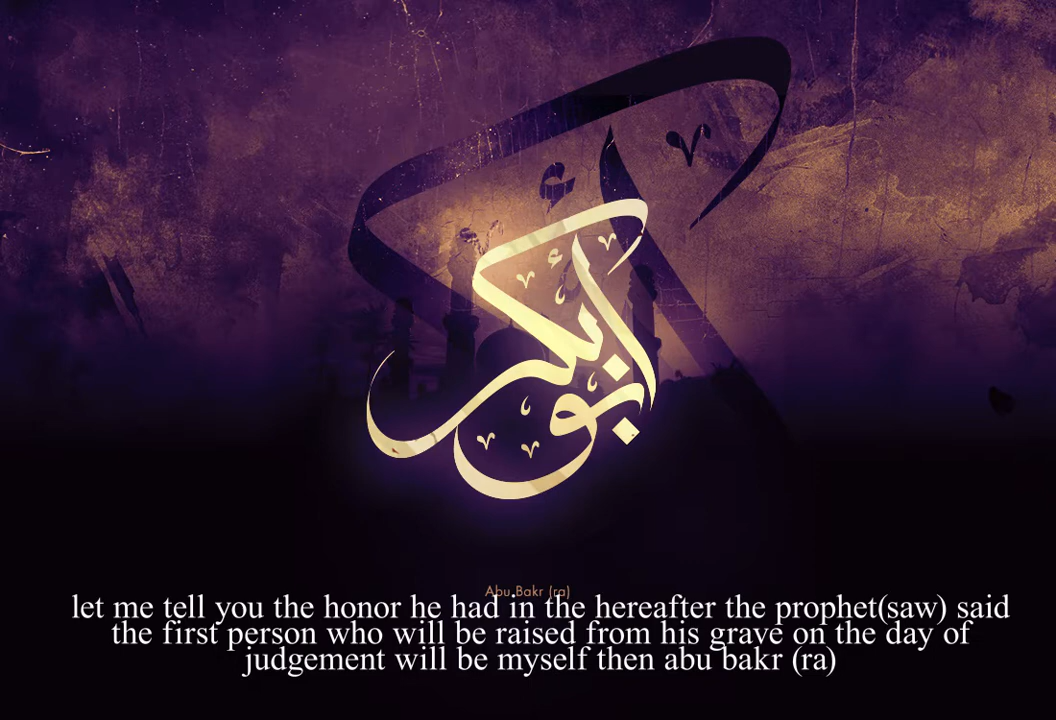 أبو بكر
Abu Bakr (ra)
let me tell you the honor he had in the hereafter the prophet(saw) said
the first person who will be raised from his grave on the day of
judgement will be myself then abu bakr (ra)